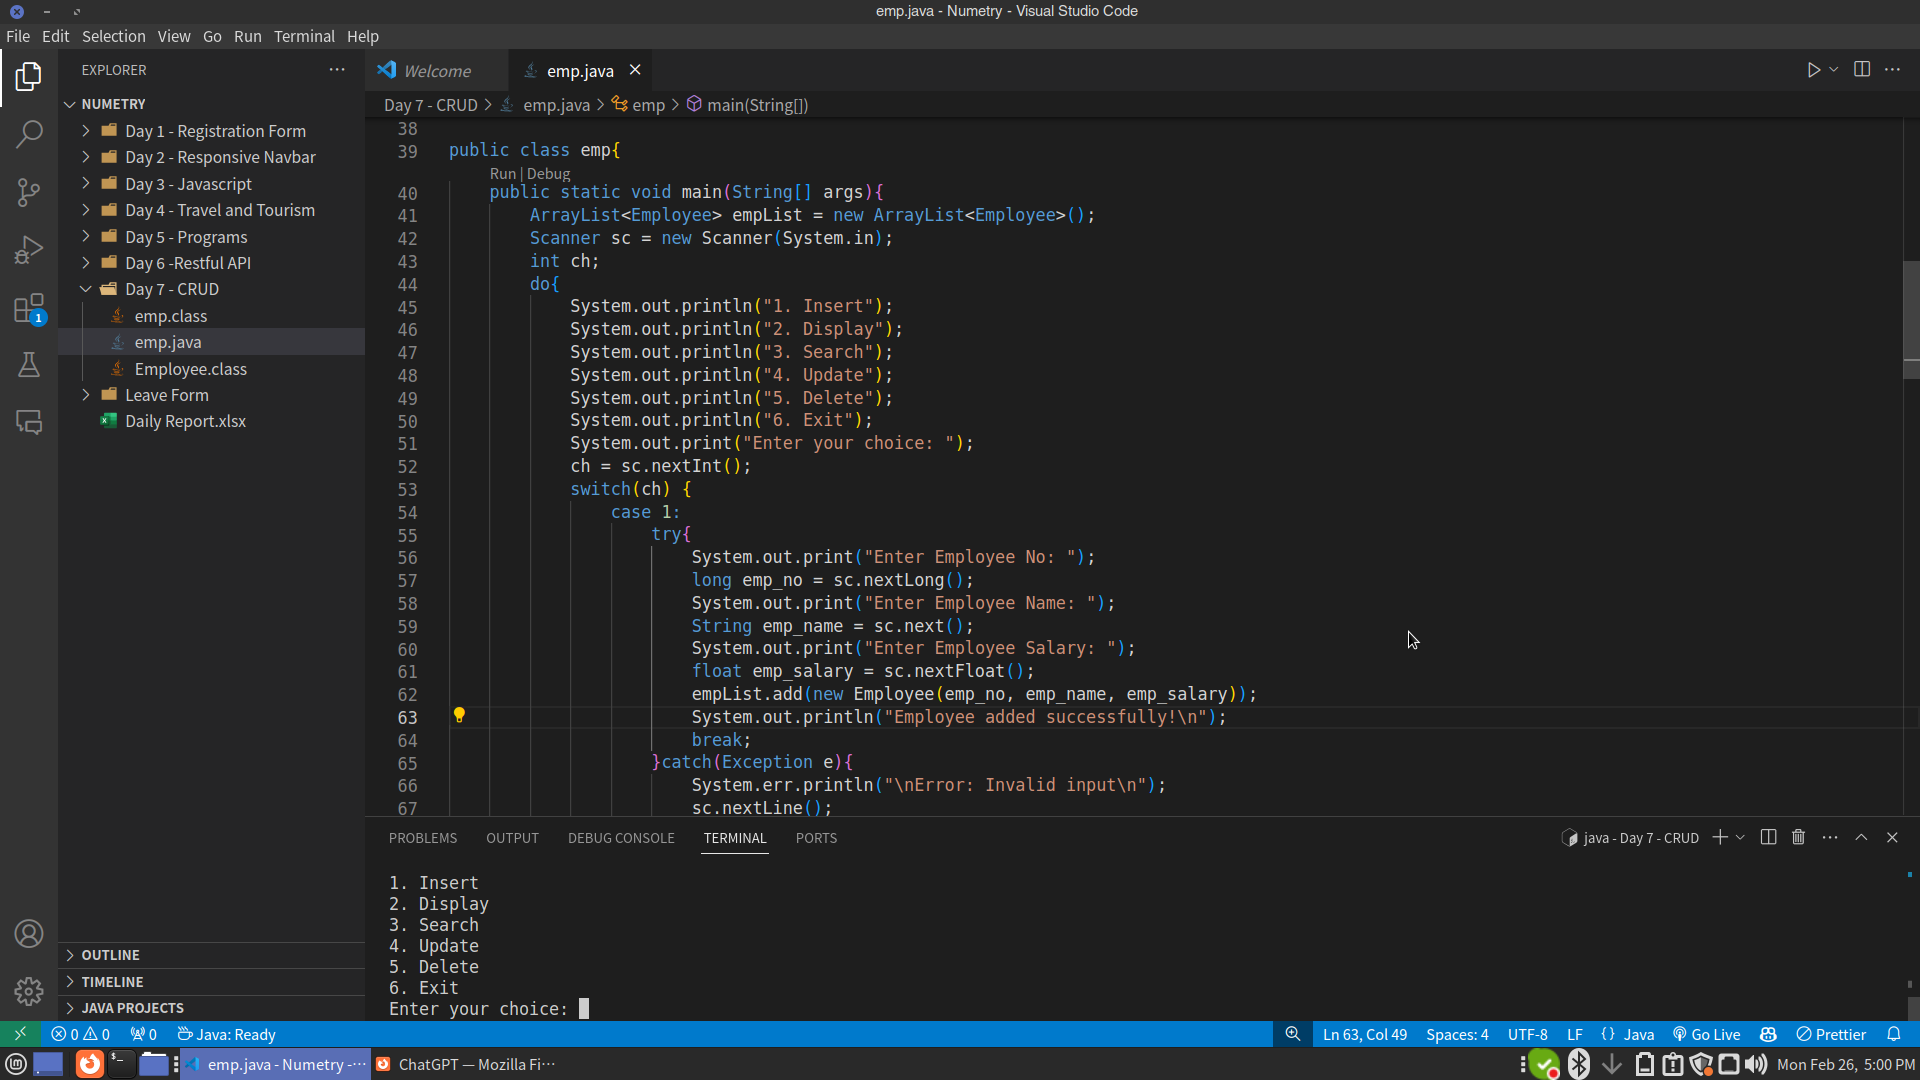 emp.java - Numetry - Visual Studio Code
File Edit Selection View Go Run Terminal Help
EXPLORER
NUMETRY
Day 1 - Registration Form
Day 2 - Responsive Navbar
Day 3 - Javascript
Day 4 - Travel and Tourism
Day 5 - Programs
Day 6 -Restful API
Day 7 - CRUD
emp.class
emp.java
Employee.class
Leave Form
Daily Report.xlsx
OUTLINE
TIMELINE
JAVA PROJECTS
1
Welcome emp.java
Day 7 - CRUD > emp.java > emp > main(String[])
38
39 public class emp{
Run | Debug
40 public static void main(String[] args){
41 ArrayList<Employee> empList = new ArrayList<Employee>();
42 Scanner sc = new Scanner(System.in);
43 int ch;
44 do{
45 System.out.println("1. Insert");
46 System.out.println("2. Display");
47 System.out.println("3. Search");
48 System.out.println("4. Update");
49 System.out.println("5. Delete");
50 System.out.println("6. Exit");
51 System.out.print("Enter your choice: ");
52 ch = sc.nextInt();
53 switch(ch) {
54 case 1:
55 try{
56 System.out.print("Enter Employee No: ");
57 long emp_no = sc.nextLong();
58 System.out.print("Enter Employee Name: ");
59 String emp_name = sc.next();
60 System.out.print("Enter Employee Salary: ");
61 float emp_salary = sc.nextFloat();
62 empList.add(new Employee(emp_no, emp_name, emp_salary));
63 System.out.println("Employee added successfully!\n");
64 break;
65 }catch(Exception e){
66 System.err.println("\nError: Invalid input\n");
67 sc.nextLine();
PROBLEMS OUTPUT DEBUG CONSOLE TERMINAL PORTS
java - Day 7 - CRUD
1. Insert
2. Display
3. Search
4. Update
5. Delete
6. Exit
Enter your choice:
0 0 0 Java: Ready Ln 63, Col 49 Spaces: 4 UTF-8 LF {} Java Go Live Prettier
emp.java - Numetry -··· ChatGPT — Mozilla Fi··· Mon Feb 26, 5:00 PM